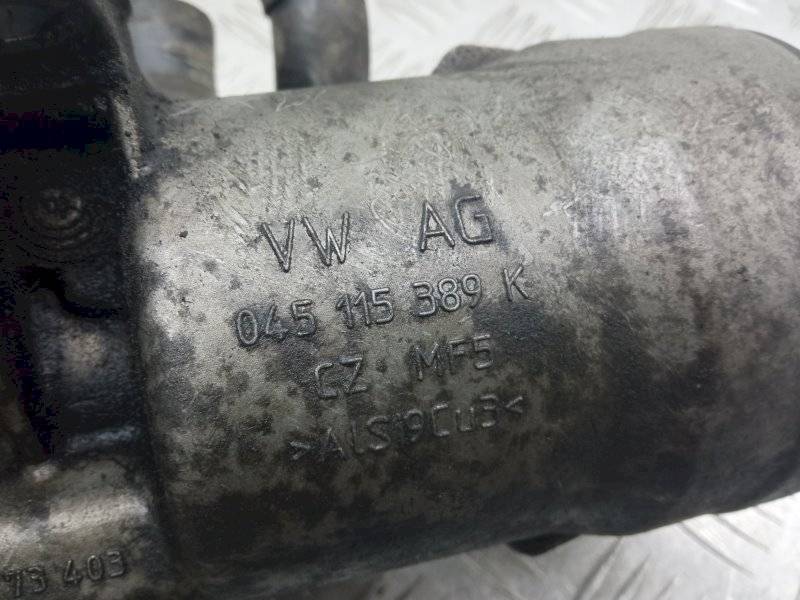 VW AG
045 115 389 K
CZ MF5
>AlSi9Cu3<
73 403